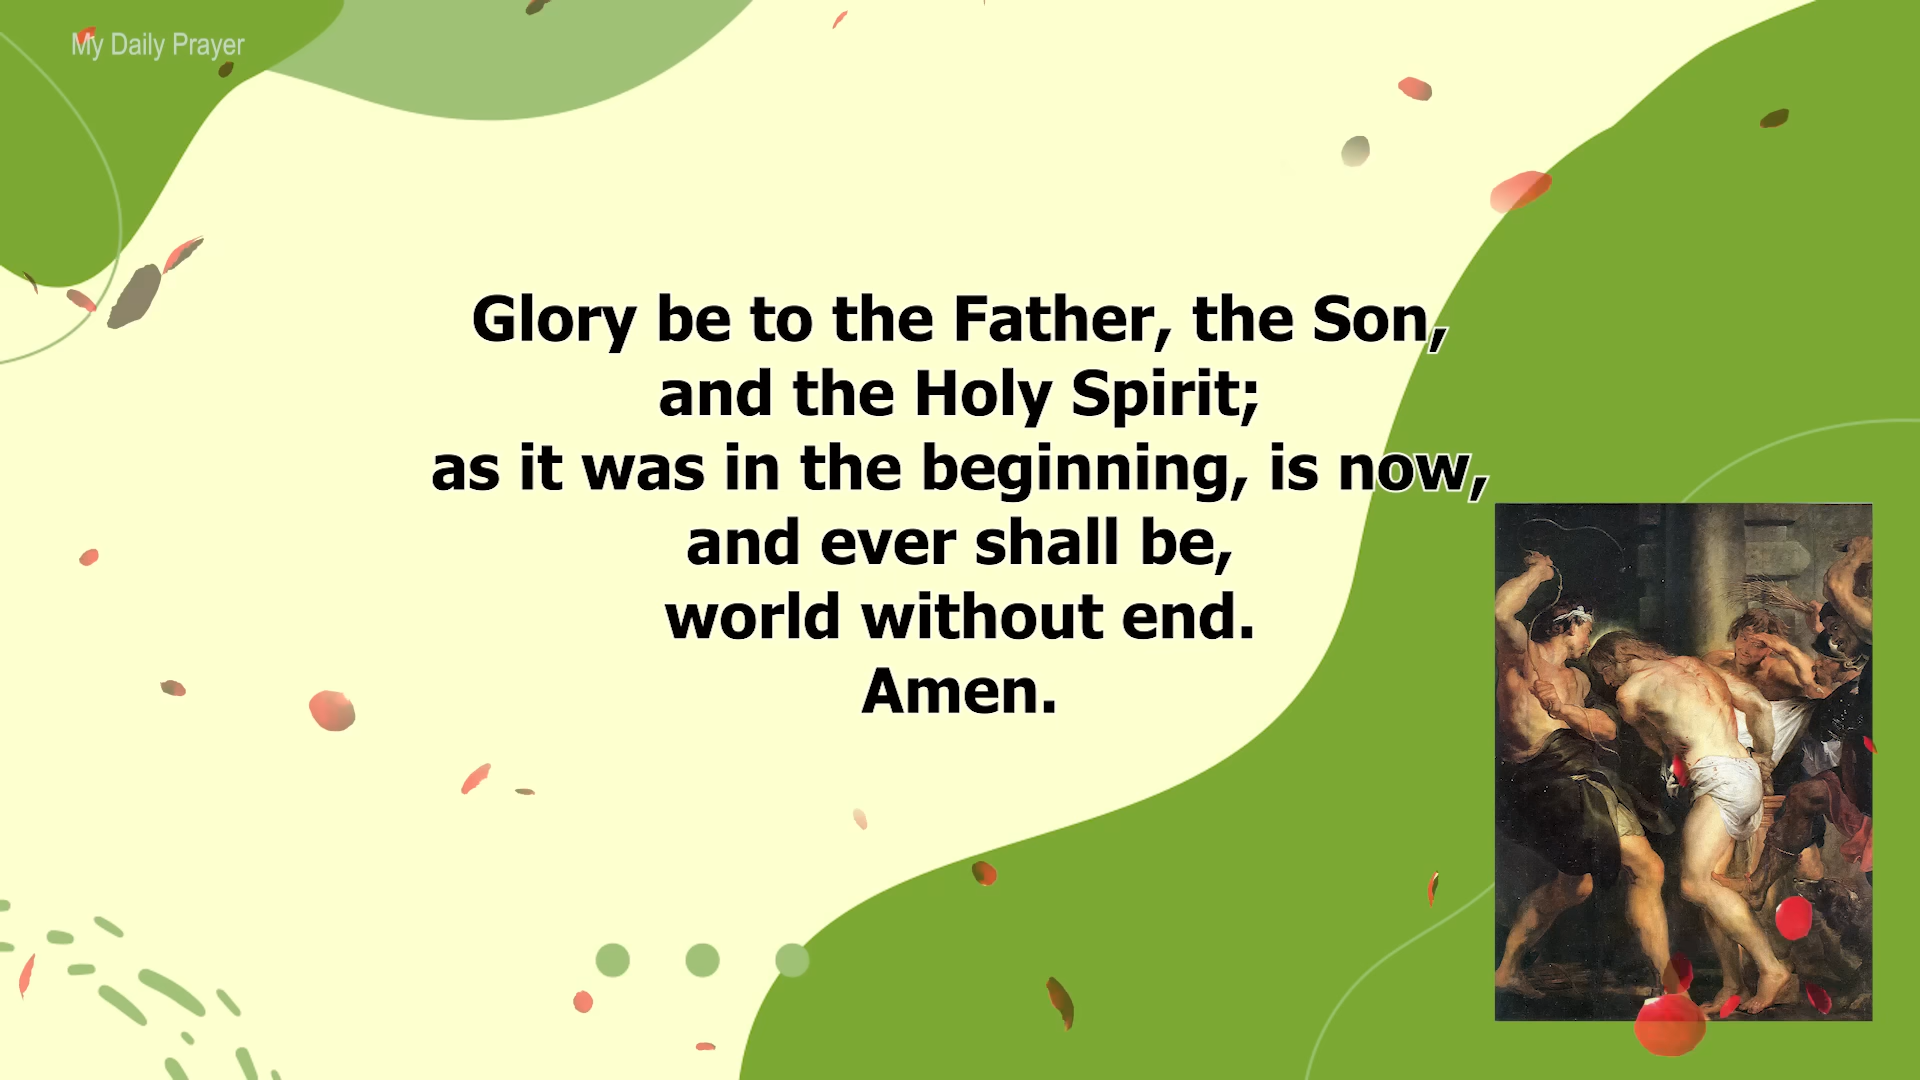 My Daily Prayer
Glory be to the Father, the Son,
and the Holy Spirit;
as it was in the beginning, is now,
and ever shall be,
world without end.
Amen.